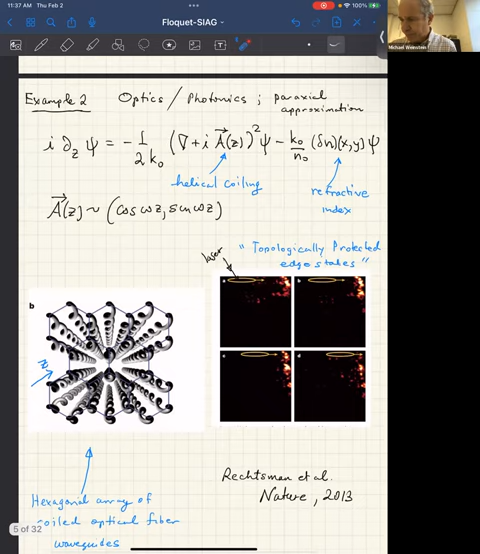 11:37 AM Thu Feb 2
100%
Floquet-SIAG
Michael Weinstein
Example 2 Optics / Photonics ; paraxial
approximation
i ∂z ψ = - 1/2k₀ (∇ + i A⃗(z))² ψ - k₀/n₀ (δn)(x,y) ψ
helical coiling
refractive
index
A⃗(z) ~ (cos ωz, sin ωz)
laser
"Topologically Protected
edge states"
b
a
b
c
d
z
Rechtsman et al.
Nature, 2013
Hexagonal array of
coiled optical fiber
waveguides
5 of 32